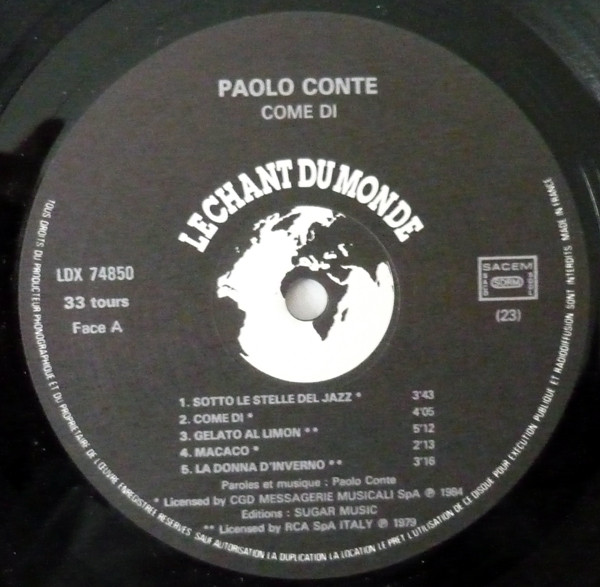 PAOLO CONTE
COME DI
LE CHANT DU MONDE
LDX 74850
33 tours
Face A
SACEM
SDRM
(23)
1. SOTTO LE STELLE DEL JAZZ * 3'43
2. COME DI * 4'05
3. GELATO AL LIMON ** 5'12
4. MACACO * 2'13
5. LA DONNA D'INVERNO ** 3'16
Paroles et musique : Paolo Conte
* Licensed by CGD MESSAGERIE MUSICALI SpA ℗ 1984
Editions : SUGAR MUSIC
** Licensed by RCA SpA ITALY ℗ 1979
TOUS DROITS DU PRODUCTEUR PHONOGRAPHIQUE ET DU PROPRIETAIRE DE L'ŒUVRE ENREGISTREE RESERVES SAUF AUTORISATION LA DUPLICATION LA LOCATION LE PRET L'UTILISATION DE CE DISQUE POUR EXECUTION PUBLIQUE ET RADIODIFFUSION SONT INTERDITS MADE IN FRANCE